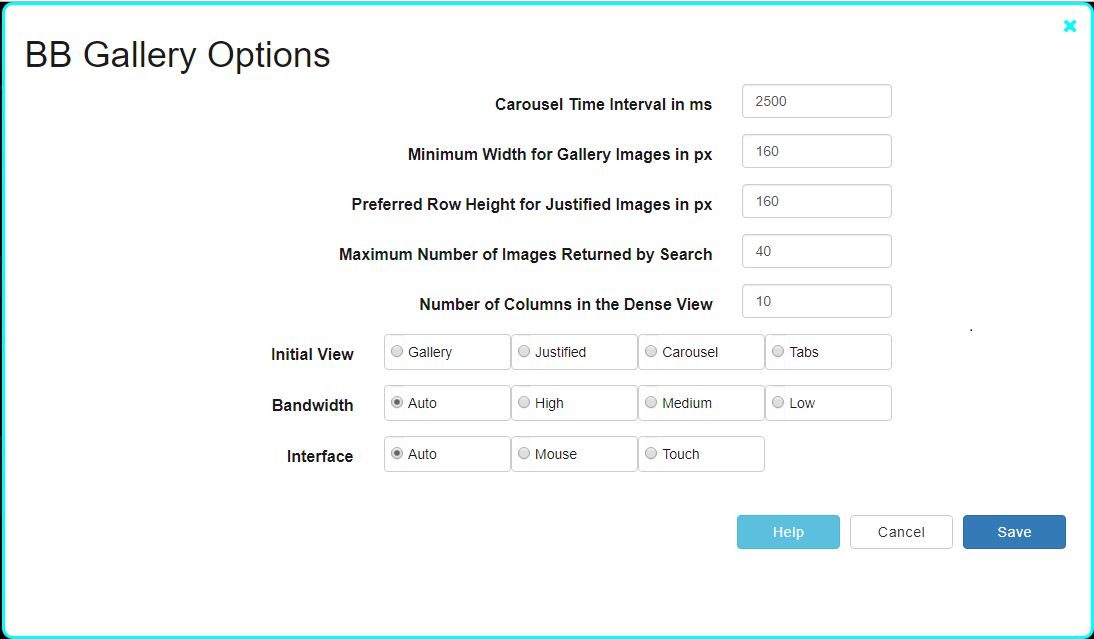 BB Gallery Options
Carousel Time Interval in ms 2500
Minimum Width for Gallery Images in px 160
Preferred Row Height for Justified Images in px 160
Maximum Number of Images Returned by Search 40
Number of Columns in the Dense View 10
Initial View Gallery Justified Carousel Tabs
Bandwidth Auto High Medium Low
Interface Auto Mouse Touch
Help Cancel Save